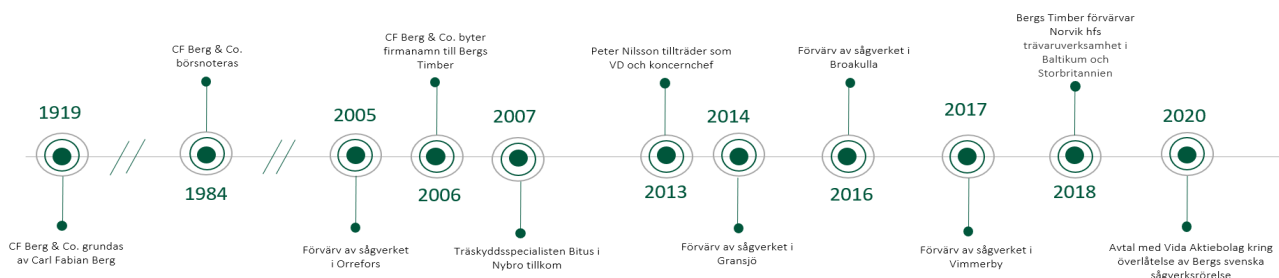 1919
CF Berg & Co. grundas
av Carl Fabian Berg
CF Berg & Co.
börsnoteras
1984
2005
Förvärv av sågverket
i Orrefors
CF Berg & Co. byter
firmanamn till Bergs
Timber
2006
2007
Träskyddsspecialisten Bitus i
Nybro tillkom
Peter Nilsson tillträder som
VD och koncernchef
2013
2014
Förvärv av sågverket i
Gransjö
Förvärv av sågverket i
Broakulla
2016
2017
Förvärv av sågverket i
Vimmerby
Bergs Timber förvärvar
Norvik hfs
trävaruverksamhet i
Baltikum och
Storbritannien
2018
2020
Avtal med Vida Aktiebolag kring
överlåtelse av Bergs svenska
sågverksrörelse